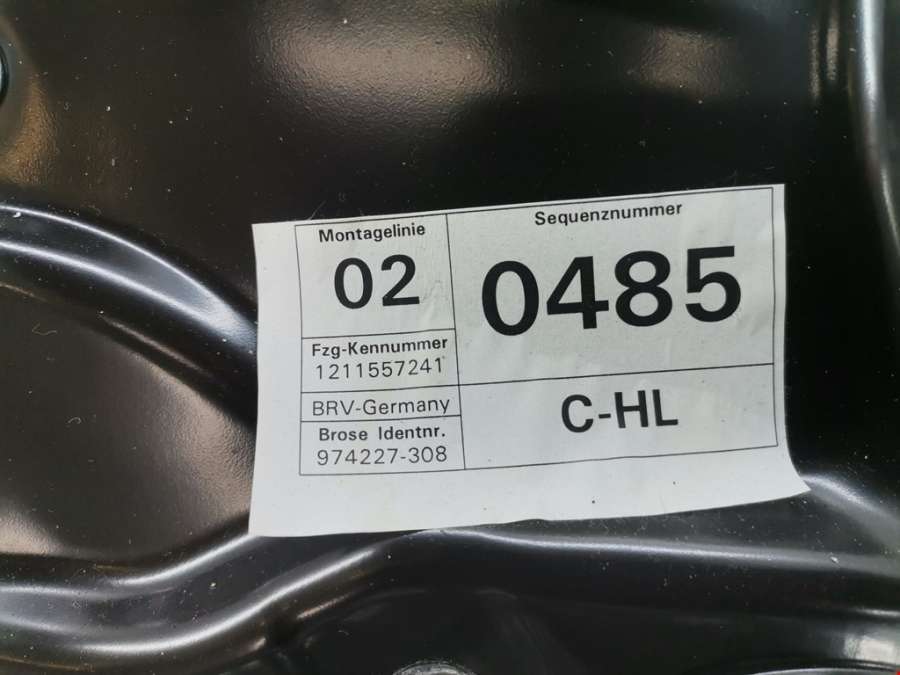 Montagelinie
02
Sequenznummer
0485
Fzg-Kennummer
1211557241
BRV-Germany
Brose Identnr.
974227-308
C-HL